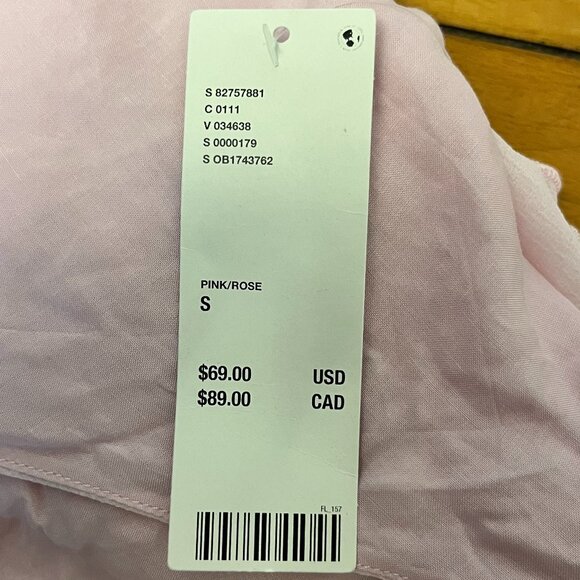 S 82757881
C 0111
V 034638
S 0000179
S OB1743762
PINK/ROSE
S
$69.00 USD
$89.00 CAD
FL_157